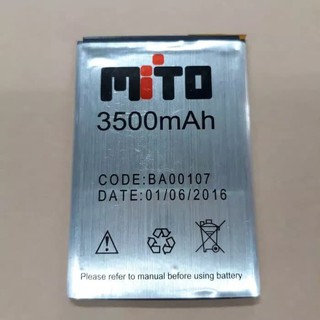 MiTO
3500mAh
CODE:BA00107
DATE:01/06/2016
Please refer to manual before using battery